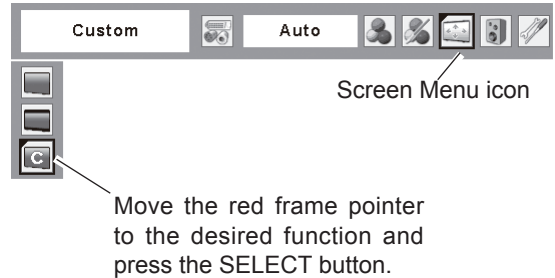 Custom Auto
Screen Menu icon
C
Move the red frame pointer
to the desired function and
press the SELECT button.